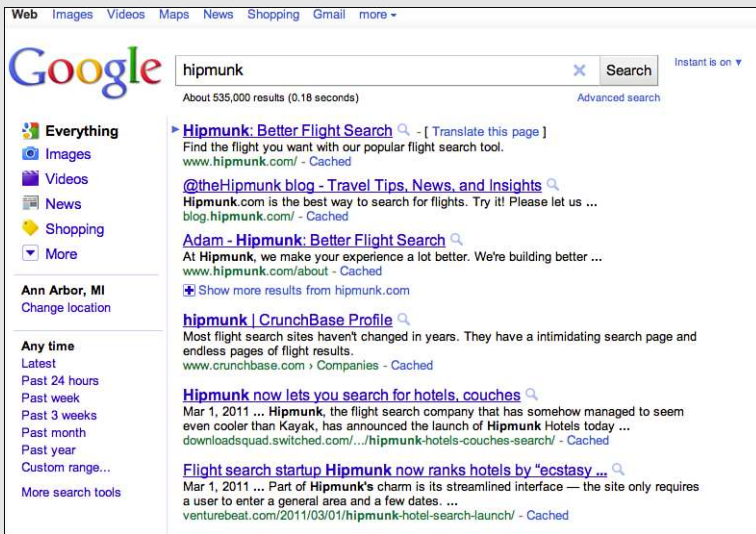 Web Images Videos Maps News Shopping Gmail more
Google
hipmunk
Search
Instant is on
About 535,000 results (0.18 seconds)
Advanced search
Everything
Images
Videos
News
Shopping
More
Ann Arbor, MI
Change location
Any time
Latest
Past 24 hours
Past week
Past 3 weeks
Past month
Past year
Custom range...
More search tools
Hipmunk: Better Flight Search - [ Translate this page ]
Find the flight you want with our popular flight search tool.
www.hipmunk.com/ - Cached
@theHipmunk blog - Travel Tips, News, and Insights
Hipmunk.com is the best way to search for flights. Try it! Please let us ...
blog.hipmunk.com/ - Cached
Adam - Hipmunk: Better Flight Search
At Hipmunk, we make your experience a lot better. We're building better ...
www.hipmunk.com/about - Cached
Show more results from hipmunk.com
hipmunk | CrunchBase Profile
Most flight search sites haven't changed in years. They have a intimidating search page and
endless pages of flight results.
www.crunchbase.com › Companies - Cached
Hipmunk now lets you search for hotels, couches
Mar 1, 2011 ... Hipmunk, the flight search company that has somehow managed to seem
even cooler than Kayak, has announced the launch of Hipmunk Hotels today ...
downloadsquad.switched.com/.../hipmunk-hotels-couches-search/ - Cached
Flight search startup Hipmunk now ranks hotels by “ecstasy ...
Mar 1, 2011 ... Part of Hipmunk's charm is its streamlined interface — the site only requires
a user to enter a general area and a few dates. ...
venturebeat.com/2011/03/01/hipmunk-hotel-search-launch/ - Cached